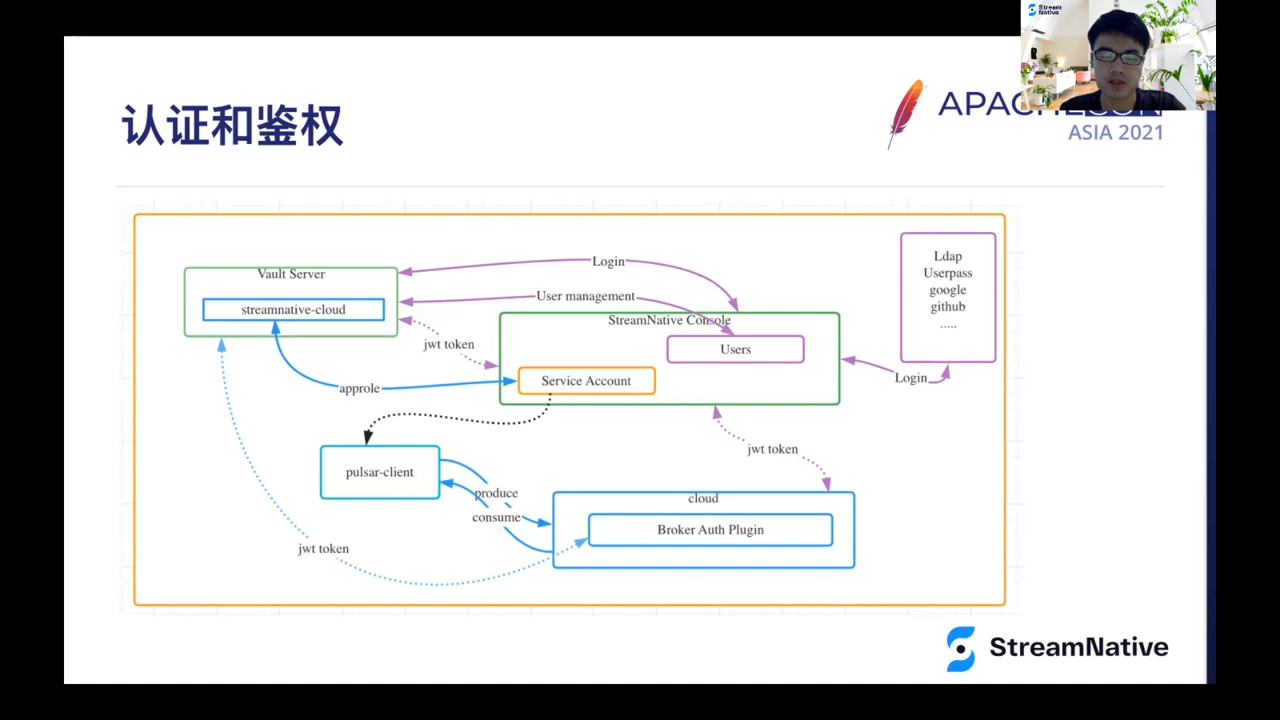 Stream
Native
认证和鉴权
APACHECON
ASIA 2021
Vault Server
streamnative-cloud
Login
User management
StreamNative Console
Users
Service Account
jwt token
approle
Ldap
Userpass
google
github
.....
Login
jwt token
pulsar-client
produce
consume
cloud
Broker Auth Plugin
jwt token
StreamNative